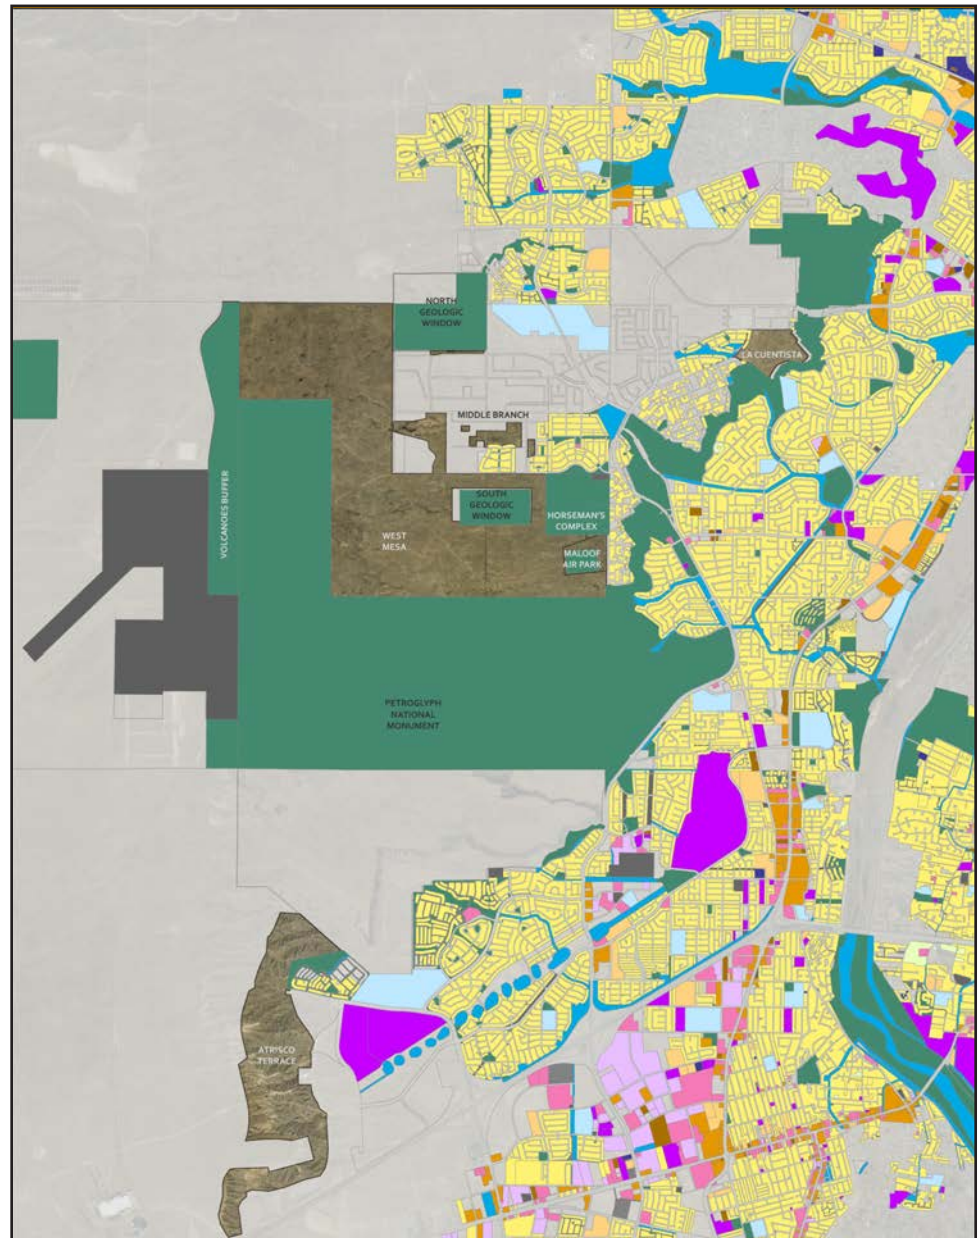 NORTH
GEOLOGIC
WINDOW
LA CUENTISTA
MIDDLE BRANCH
VOLCANOES BUFFER
SOUTH
GEOLOGIC
WINDOW
HORSEMAN'S
COMPLEX
WEST
MESA
MALOOF
AIR PARK
PETROGLYPH
NATIONAL
MONUMENT
ATRISCO
TERRACE